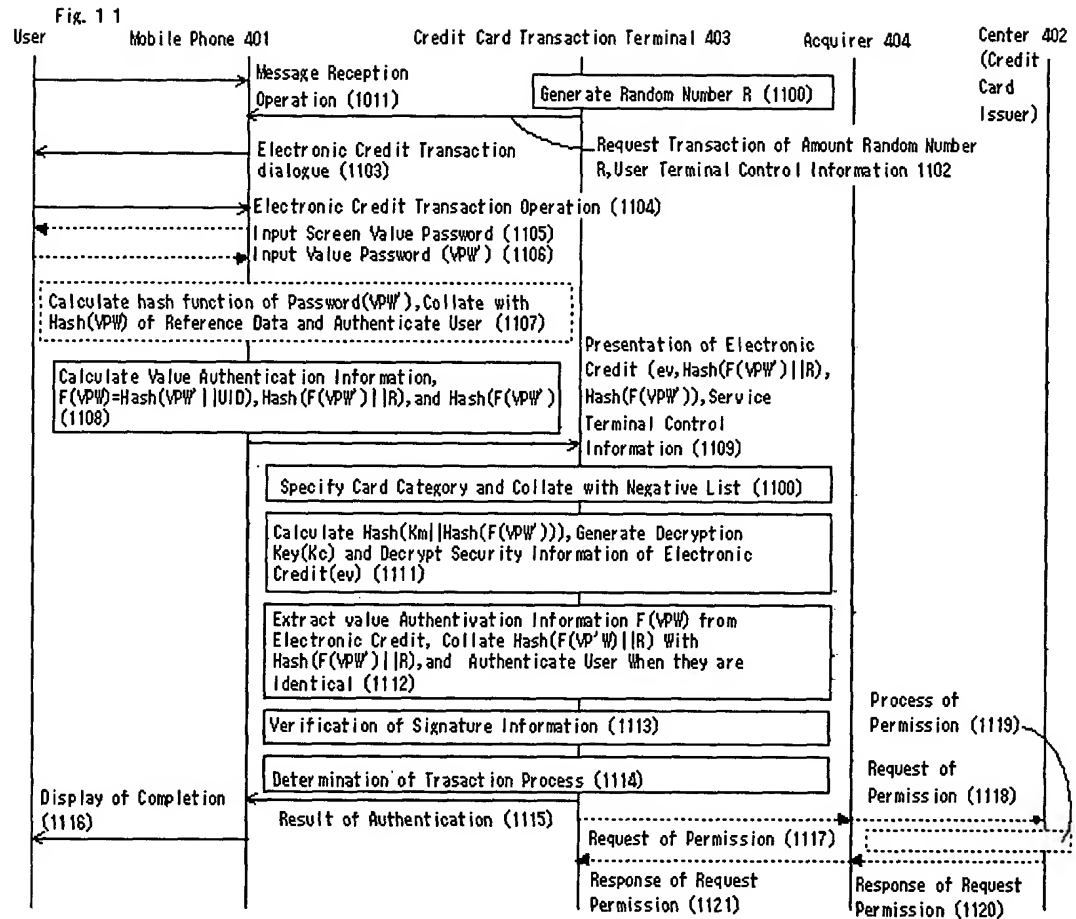 Fig. 1 1
User
Mobile Phone 401
Credit Card Transaction Terminal 403
Acquirer 404
Center 402
(Credit
Card
Issuer)
Message Reception
Operation (1011)
Generate Random Number R (1100)
Request Transaction of Amount Random Number
R,User Terminal Control Information 1102
Electronic Credit Transaction
dialogue (1103)
Electronic Credit Transaction Operation (1104)
Input Screen Value Password (1105)
Input Value Password (VPW') (1106)
Calculate hash function of Password(VPW'),Collate with
Hash(VPW) of Reference Data and Authenticate User (1107)
Calculate Value Authentication Information,
F(VPW)=Hash(VPW'||UID),Hash(F(VPW')||R),and Hash(F(VPW')
(1108)
Presentation of Electronic
Credit (ev,Hash(F(VPW')||R),
Hash(F(VPW')),Service
Terminal Control
Information (1109)
Specify Card Category and Collate with Negative List (1100)
Calculate Hash(Km||Hash(F(VPW'))),Generate Decryption
Key(Kc) and Decrypt Security Information of Electronic
Credit(ev) (1111)
Extract value Authentivation Information F(VPW) from
Electronic Credit, Collate Hash(F(VP'W)||R) With
Hash(F(VPW')||R),and Authenticate User When they are
Identical (1112)
Verification of Signature Information (1113)
Process of
Permission (1119)
Determination of Trasaction Process (1114)
Request of
Permission (1118)
Display of Completion
(1116)
Result of Authentication (1115)
Request of Permission (1117)
Response of Request
Permission (1121)
Response of Request
Permission (1120)